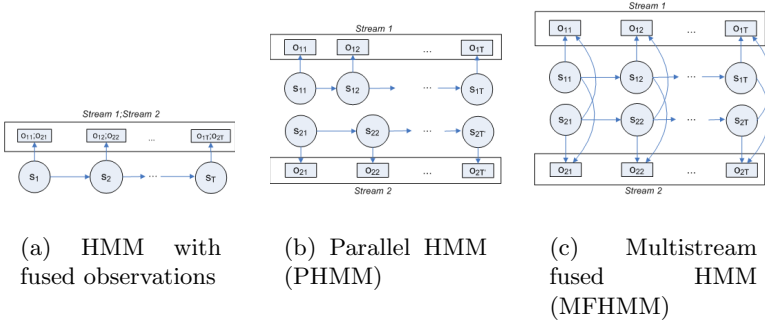 Stream 1;Stream 2
o11;o21 o12;o22 ... o1T;o2T
S1 S2 ... ST
(a) HMM with
fused observations
Stream 1
O11 O12 ... O1T
S11 S12 ... S1T
S21 S22 ... S2T'
O21 O22 ... O2T'
Stream 2
(b) Parallel HMM
(PHMM)
Stream 1
O11 O12 ... O1T
S11 S12 ... S1T
S21 S22 ... S2T
O21 O22 ... O2T
Stream 2
(c) Multistream
fused HMM
(MFHMM)